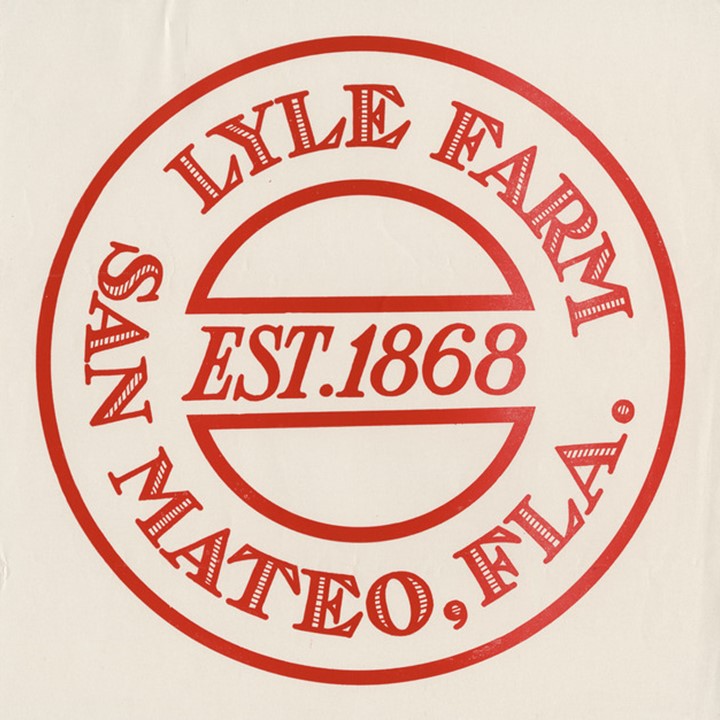 LYLE FARM
EST.1868
SAN MATEO, FLA.